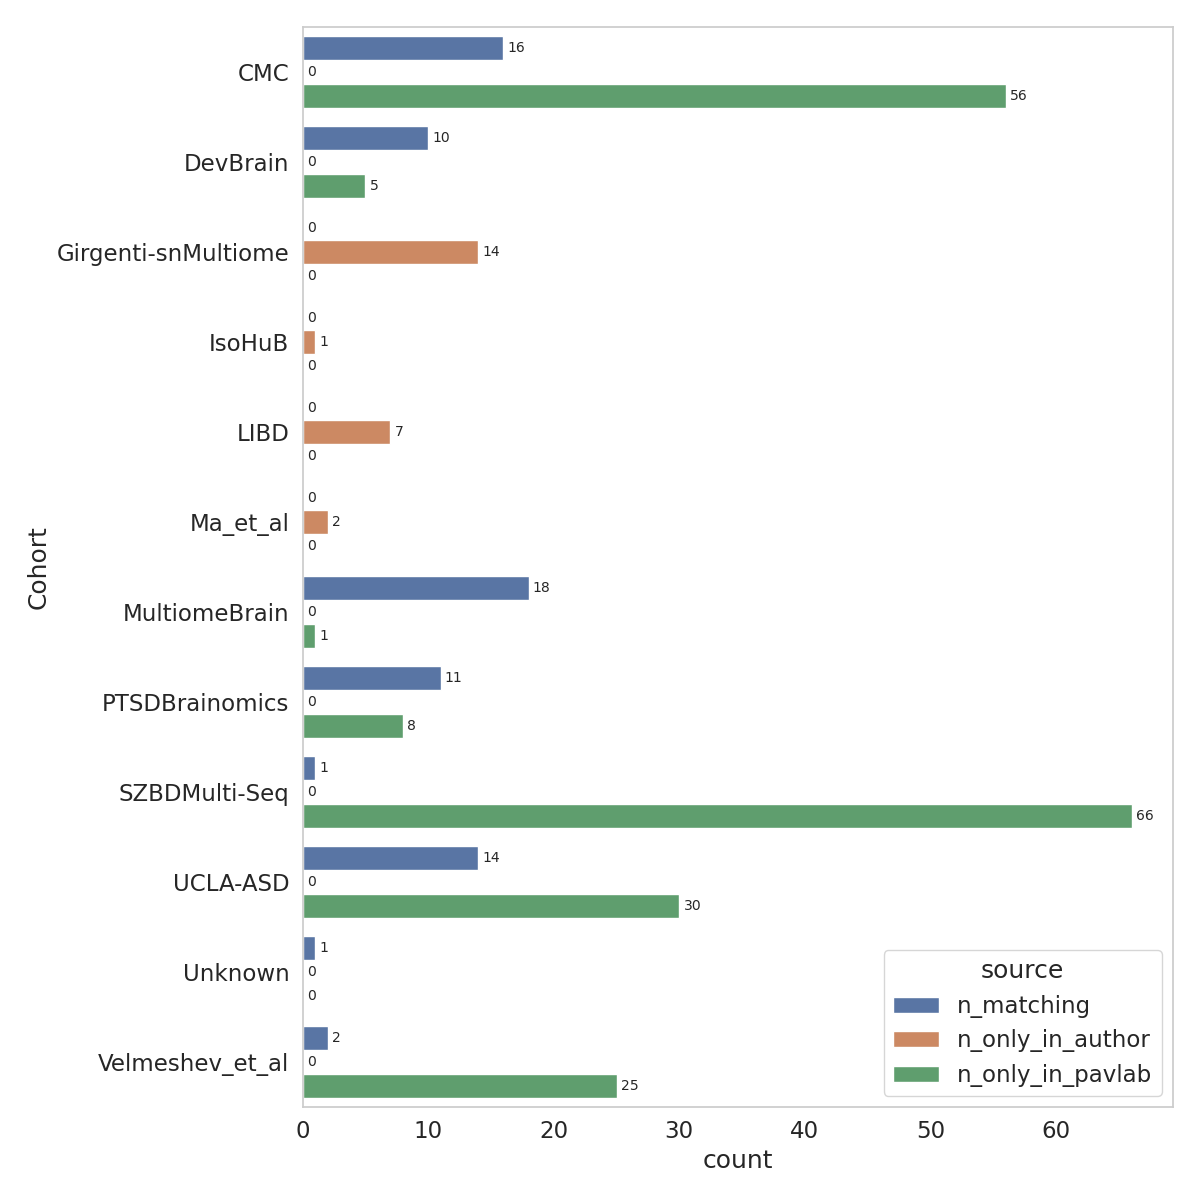 CMC
16
0
56
DevBrain
10
0
5
Girgenti-snMultiome
0
14
0
IsoHuB
0
1
0
LIBD
0
7
0
Ma_et_al
0
2
0
MultiomeBrain
18
0
1
PTSDBrainomics
11
0
8
SZBDMulti-Seq
1
0
66
UCLA-ASD
14
0
30
Unknown
1
0
0
Velmeshev_et_al
2
0
25
Cohort
0 10 20 30 40 50 60
count
source
n_matching
n_only_in_author
n_only_in_pavlab